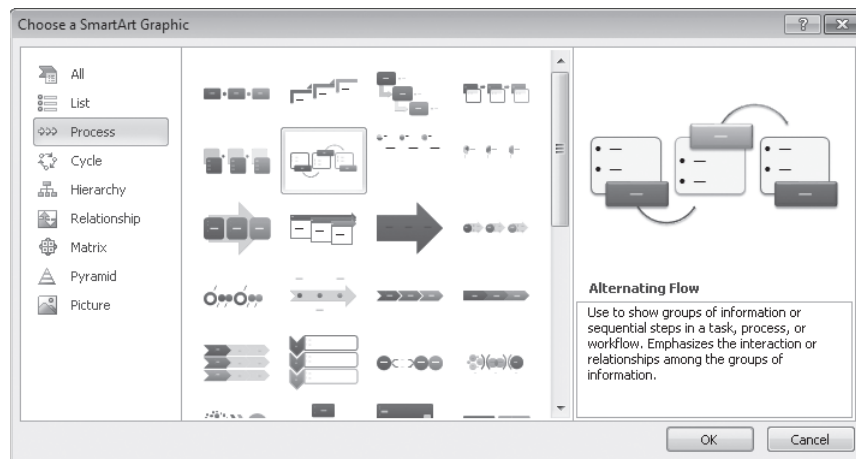 Choose a SmartArt Graphic
All
List
Process
Cycle
Hierarchy
Relationship
Matrix
Pyramid
Picture
Alternating Flow
Use to show groups of information or
sequential steps in a task, process, or
workflow. Emphasizes the interaction or
relationships among the groups of
information.
OK
Cancel